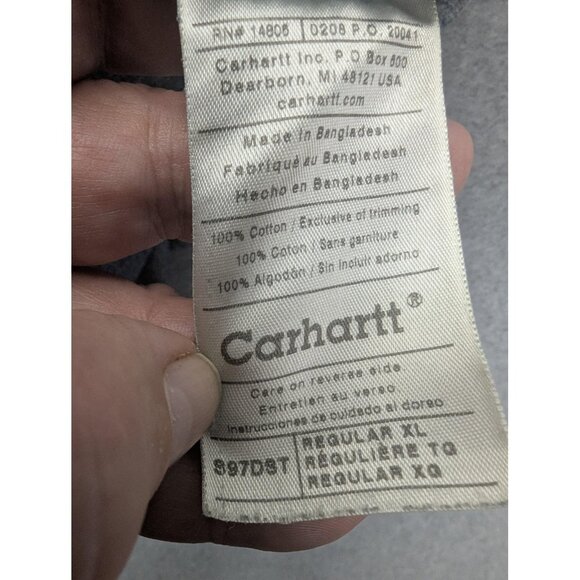 RN# 14806 | 0208 P.O. 20041
Carhartt Inc. P.O Box 600
Dearborn, MI 48121 USA
carhartt.com
Made in Bangladesh
Fabriqué au Bangladesh
Hecho en Bangladesh
100% Cotton / Exclusive of trimming
100% Coton / Sans garniture
100% Algodón / Sin incluir adorno
Carhartt®
Care on reverse side
Entretien au verso
Instrucciones de cuidado al dorso
S97DST
REGULAR XL
RÉGULIÈRE TG
REGULAR XG